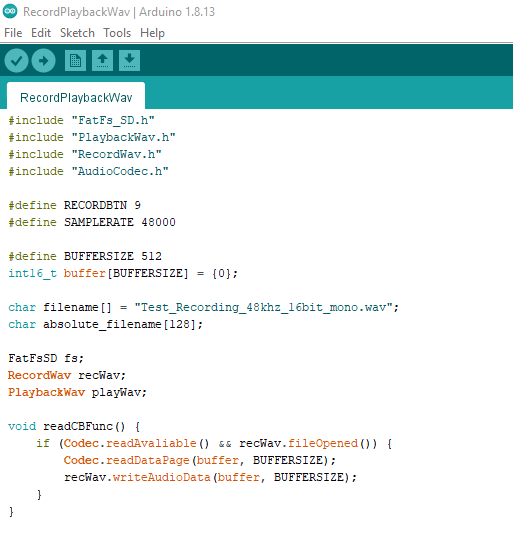 RecordPlaybackWav | Arduino 1.8.13
File Edit Sketch Tools Help
RecordPlaybackWav
#include "FatFs_SD.h"
#include "PlaybackWav.h"
#include "RecordWav.h"
#include "AudioCodec.h"
#define RECORDBTN 9
#define SAMPLERATE 48000
#define BUFFERSIZE 512
int16_t buffer[BUFFERSIZE] = {0};
char filename[] = "Test_Recording_48khz_16bit_mono.wav";
char absolute_filename[128];
FatFsSD fs;
RecordWav recWav;
PlaybackWav playWav;
void readCBFunc() {
    if (Codec.readAvaliable() && recWav.fileOpened()) {
        Codec.readDataPage(buffer, BUFFERSIZE);
        recWav.writeAudioData(buffer, BUFFERSIZE);
    }
}